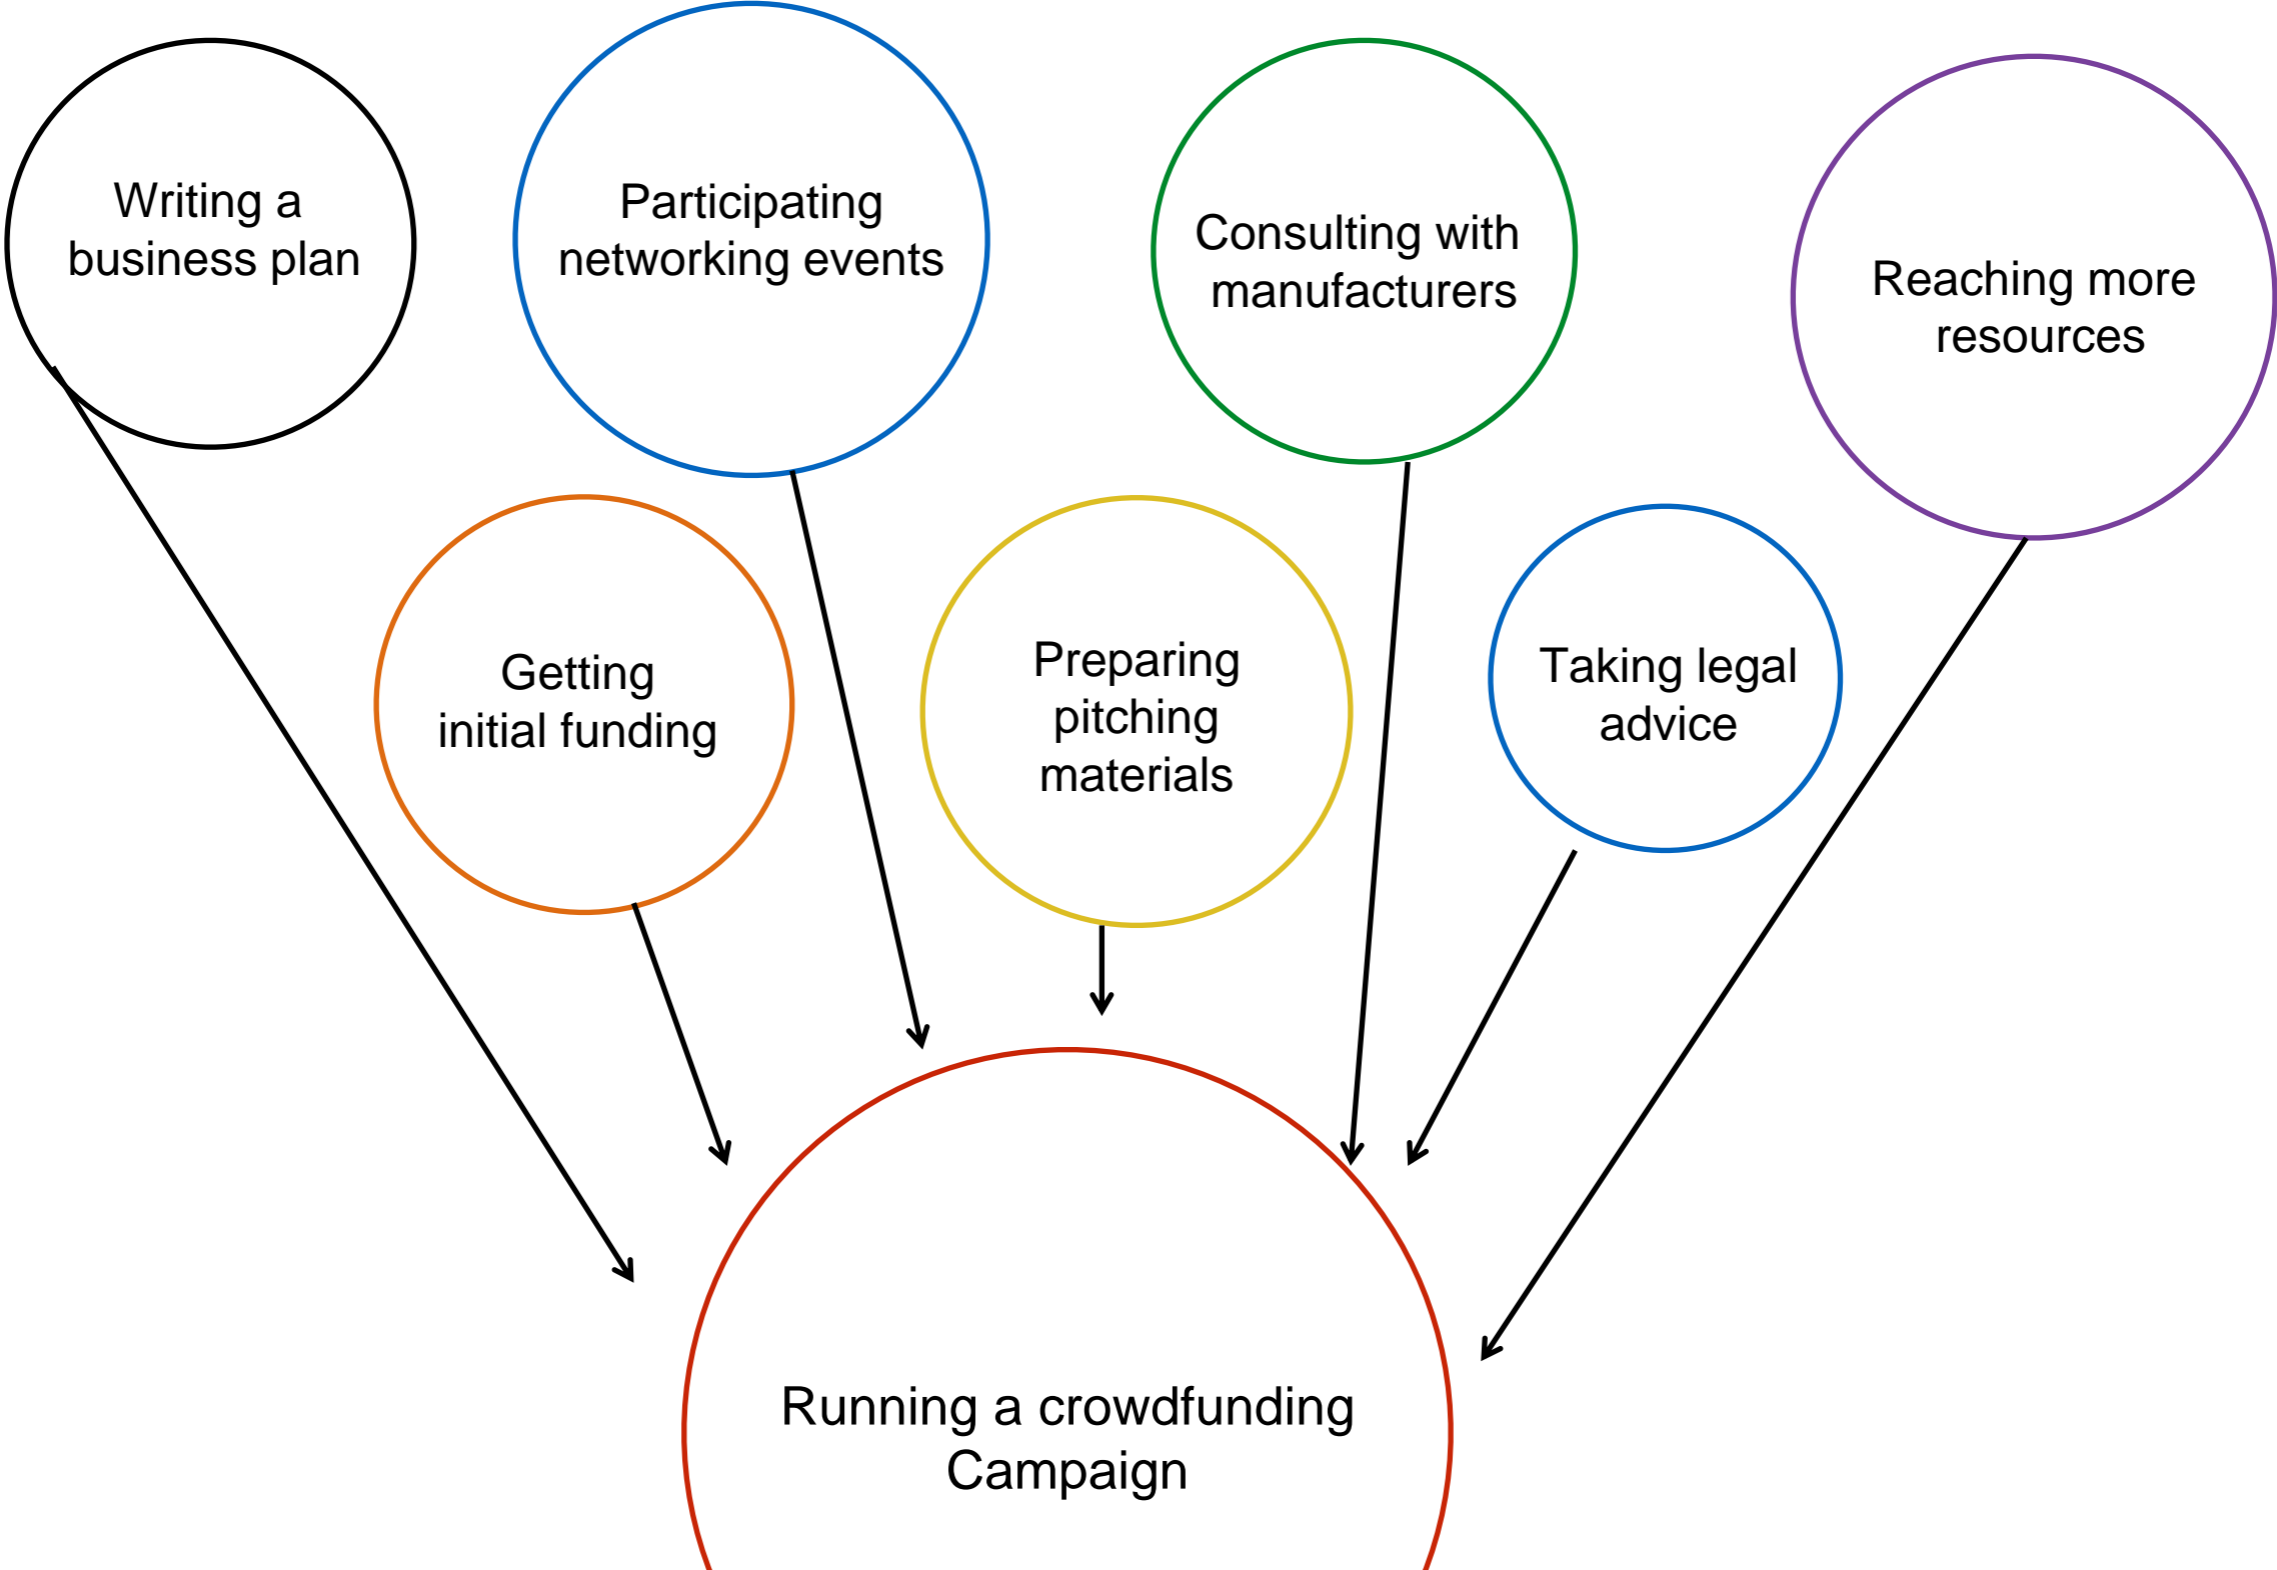 Writing a
business plan
Participating
networking events
Consulting with
manufacturers
Reaching more
resources
Getting
initial funding
Preparing
pitching
materials
Taking legal
advice
Running a crowdfunding
Campaign